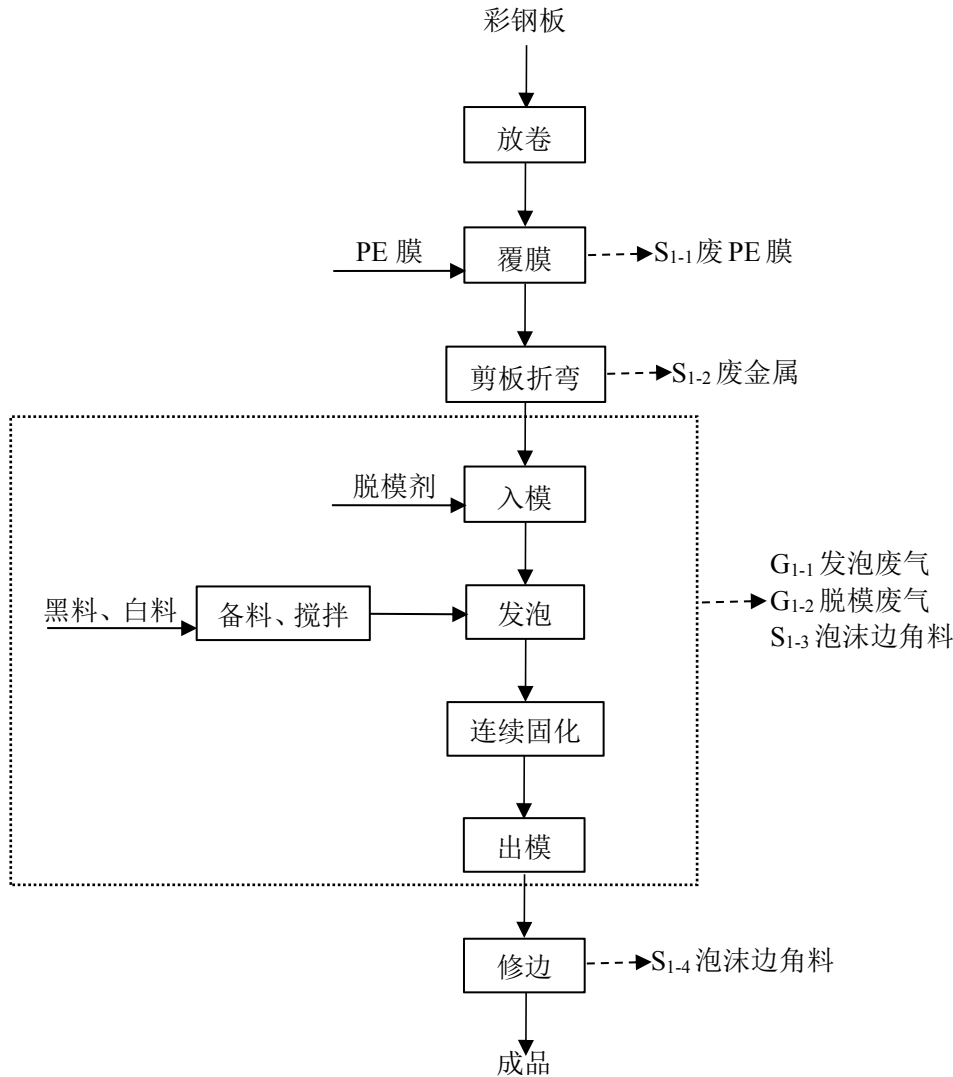 彩钢板
放卷
PE 膜
覆膜
S1-1废 PE 膜
剪板折弯
S1-2废金属
脱模剂
入模
黑料、白料
备料、搅拌
发泡
G1-1发泡废气
G1-2脱模废气
S1-3泡沫边角料
连续固化
出模
修边
S1-4泡沫边角料
成品